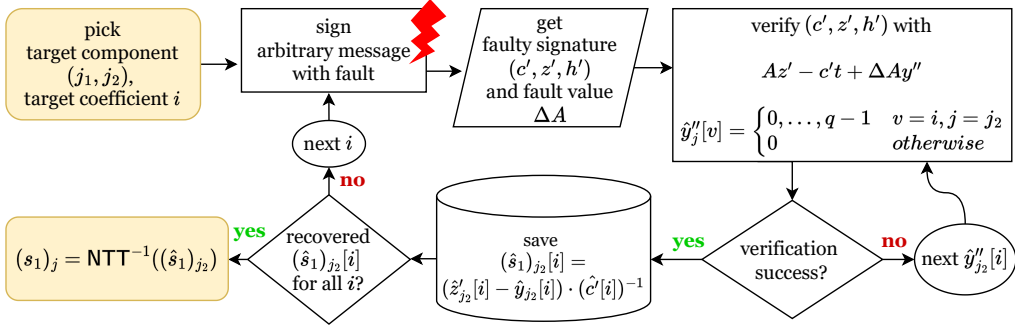 pick
target component
(j₁, j₂),
target coefficient i
sign
arbitrary message
with fault
get
faulty signature
(c′, z′, h′)
and fault value
ΔA
verify (c′, z′, h′) with
Az′ − c′t + ΔAy″
ŷ″ⱼ[v] = { 0, …, q − 1 v = i, j = j₂
0 otherwise
next i
no
yes
(s₁)ⱼ = NTT⁻¹((ŝ₁)_{j₂})
recovered
(ŝ₁)_{j₂}[i]
for all i?
save
(ŝ₁)_{j₂}[i] =
(ẑ′_{j₂}[i] − ŷ_{j₂}[i]) · (ĉ′[i])⁻¹
yes
verification
success?
no
next ŷ″_{j₂}[i]